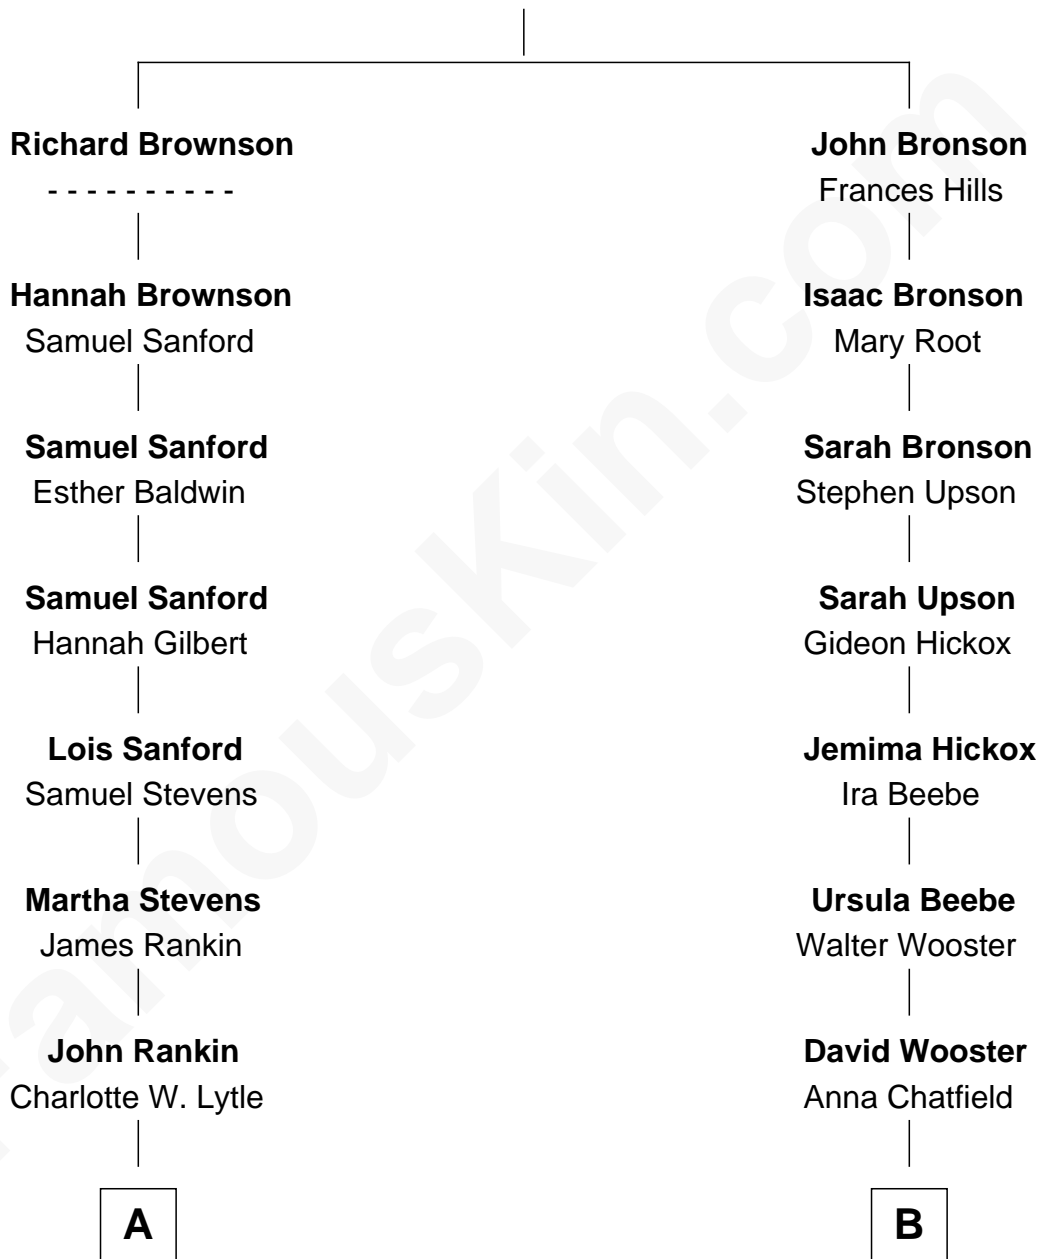 Richard Brownson
- - - - - - - - - -
Hannah Brownson
Samuel Sanford
Samuel Sanford
Esther Baldwin
Samuel Sanford
Hannah Gilbert
Lois Sanford
Samuel Stevens
Martha Stevens
James Rankin
John Rankin
Charlotte W. Lytle
A
John Bronson
Frances Hills
Isaac Bronson
Mary Root
Sarah Bronson
Stephen Upson
Sarah Upson
Gideon Hickox
Jemima Hickox
Ira Beebe
Ursula Beebe
Walter Wooster
David Wooster
Anna Chatfield
B
FamousKin.com